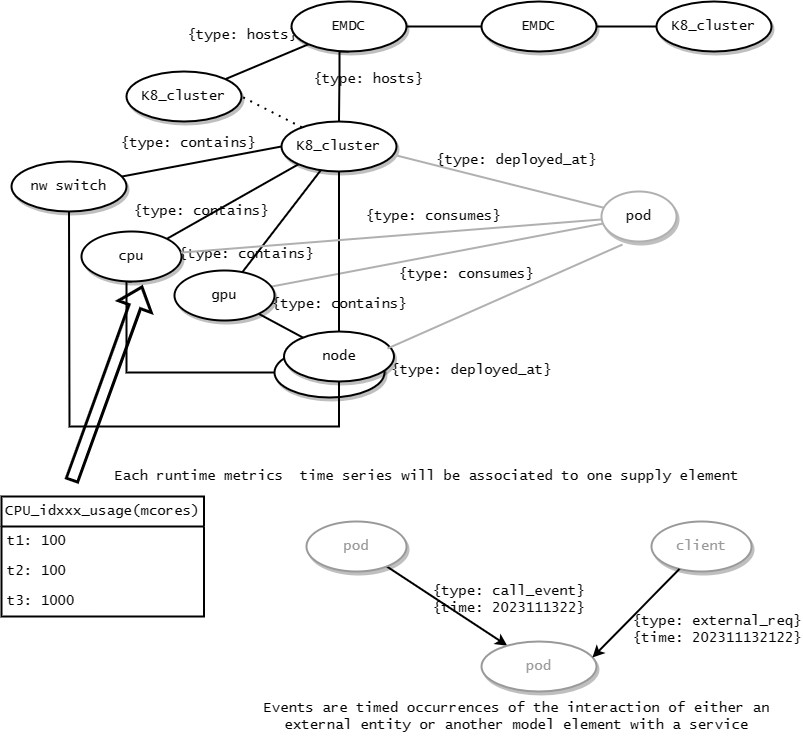 EMDC
EMDC
K8_cluster
{type: hosts}
{type: hosts}
K8_cluster
{type: contains}
K8_cluster
{type: deployed_at}
nw switch
{type: contains}
{type: consumes}
pod
cpu
{type: contains}
{type: consumes}
gpu
{type: contains}
node
{type: deployed_at}
Each runtime metrics  time series will be associated to one supply element
CPU_idxxx_usage(mcores)
t1: 100
t2: 100
t3: 1000
pod
client
{type: call_event}
{time: 2023111322}
{type: external_req}
{time: 202311132122}
pod
Events are timed occurrences of the interaction of either an
external entity or another model element with a service